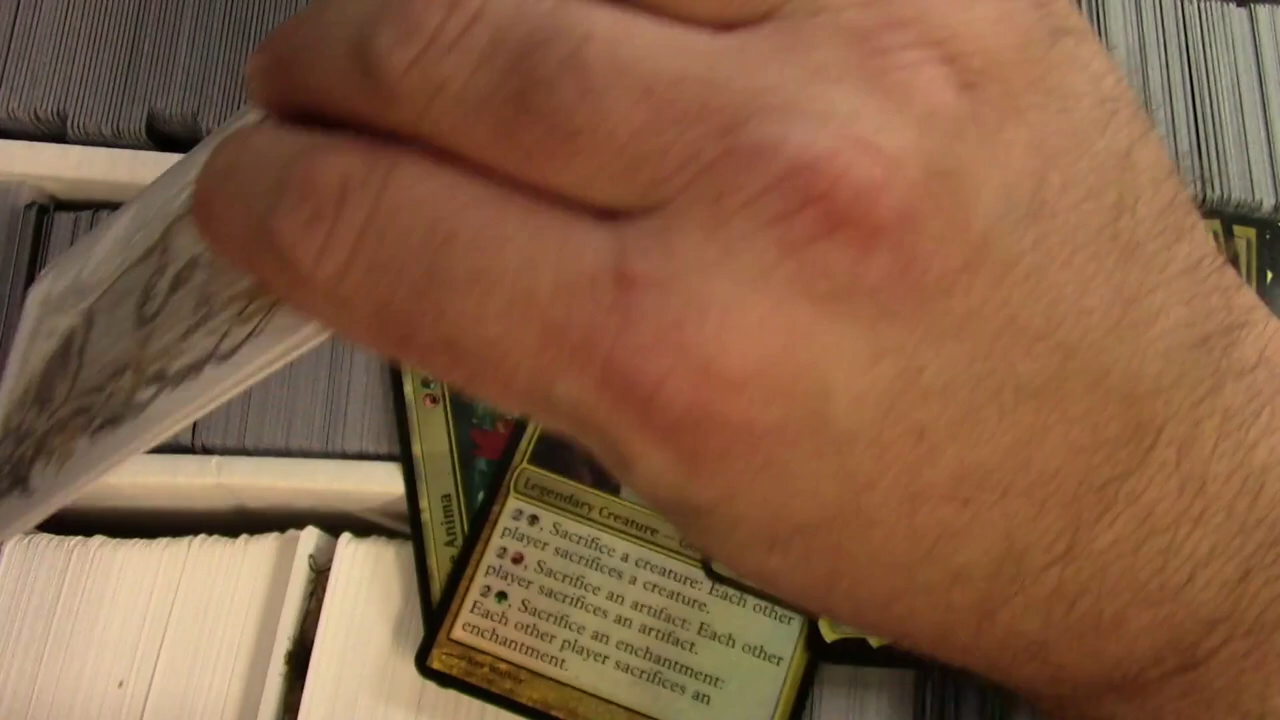 Anima
Legendary Creature —
2, Sacrifice a creature: Each other
player sacrifices a creature.
2, Sacrifice an artifact: Each other
player sacrifices an artifact.
2, Sacrifice an enchantment:
Each other player sacrifices an
enchantment.